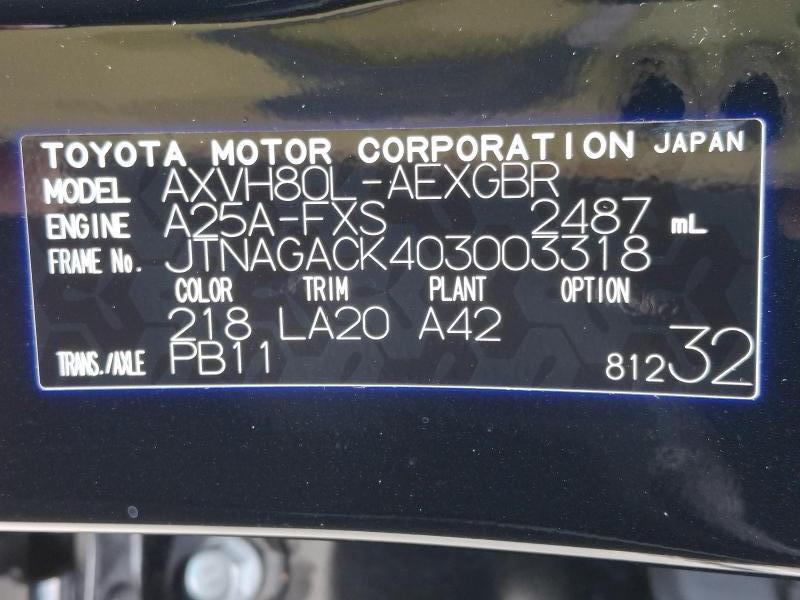 TOYOTA MOTOR CORPORATION JAPAN
MODEL AXVH80L-AEXGBR
ENGINE A25A-FXS 2487 mL
FRAME No. JTNAGACK403003318
COLOR TRIM PLANT OPTION
218 LA20 A42
TRANS./AXLE PB11 81232